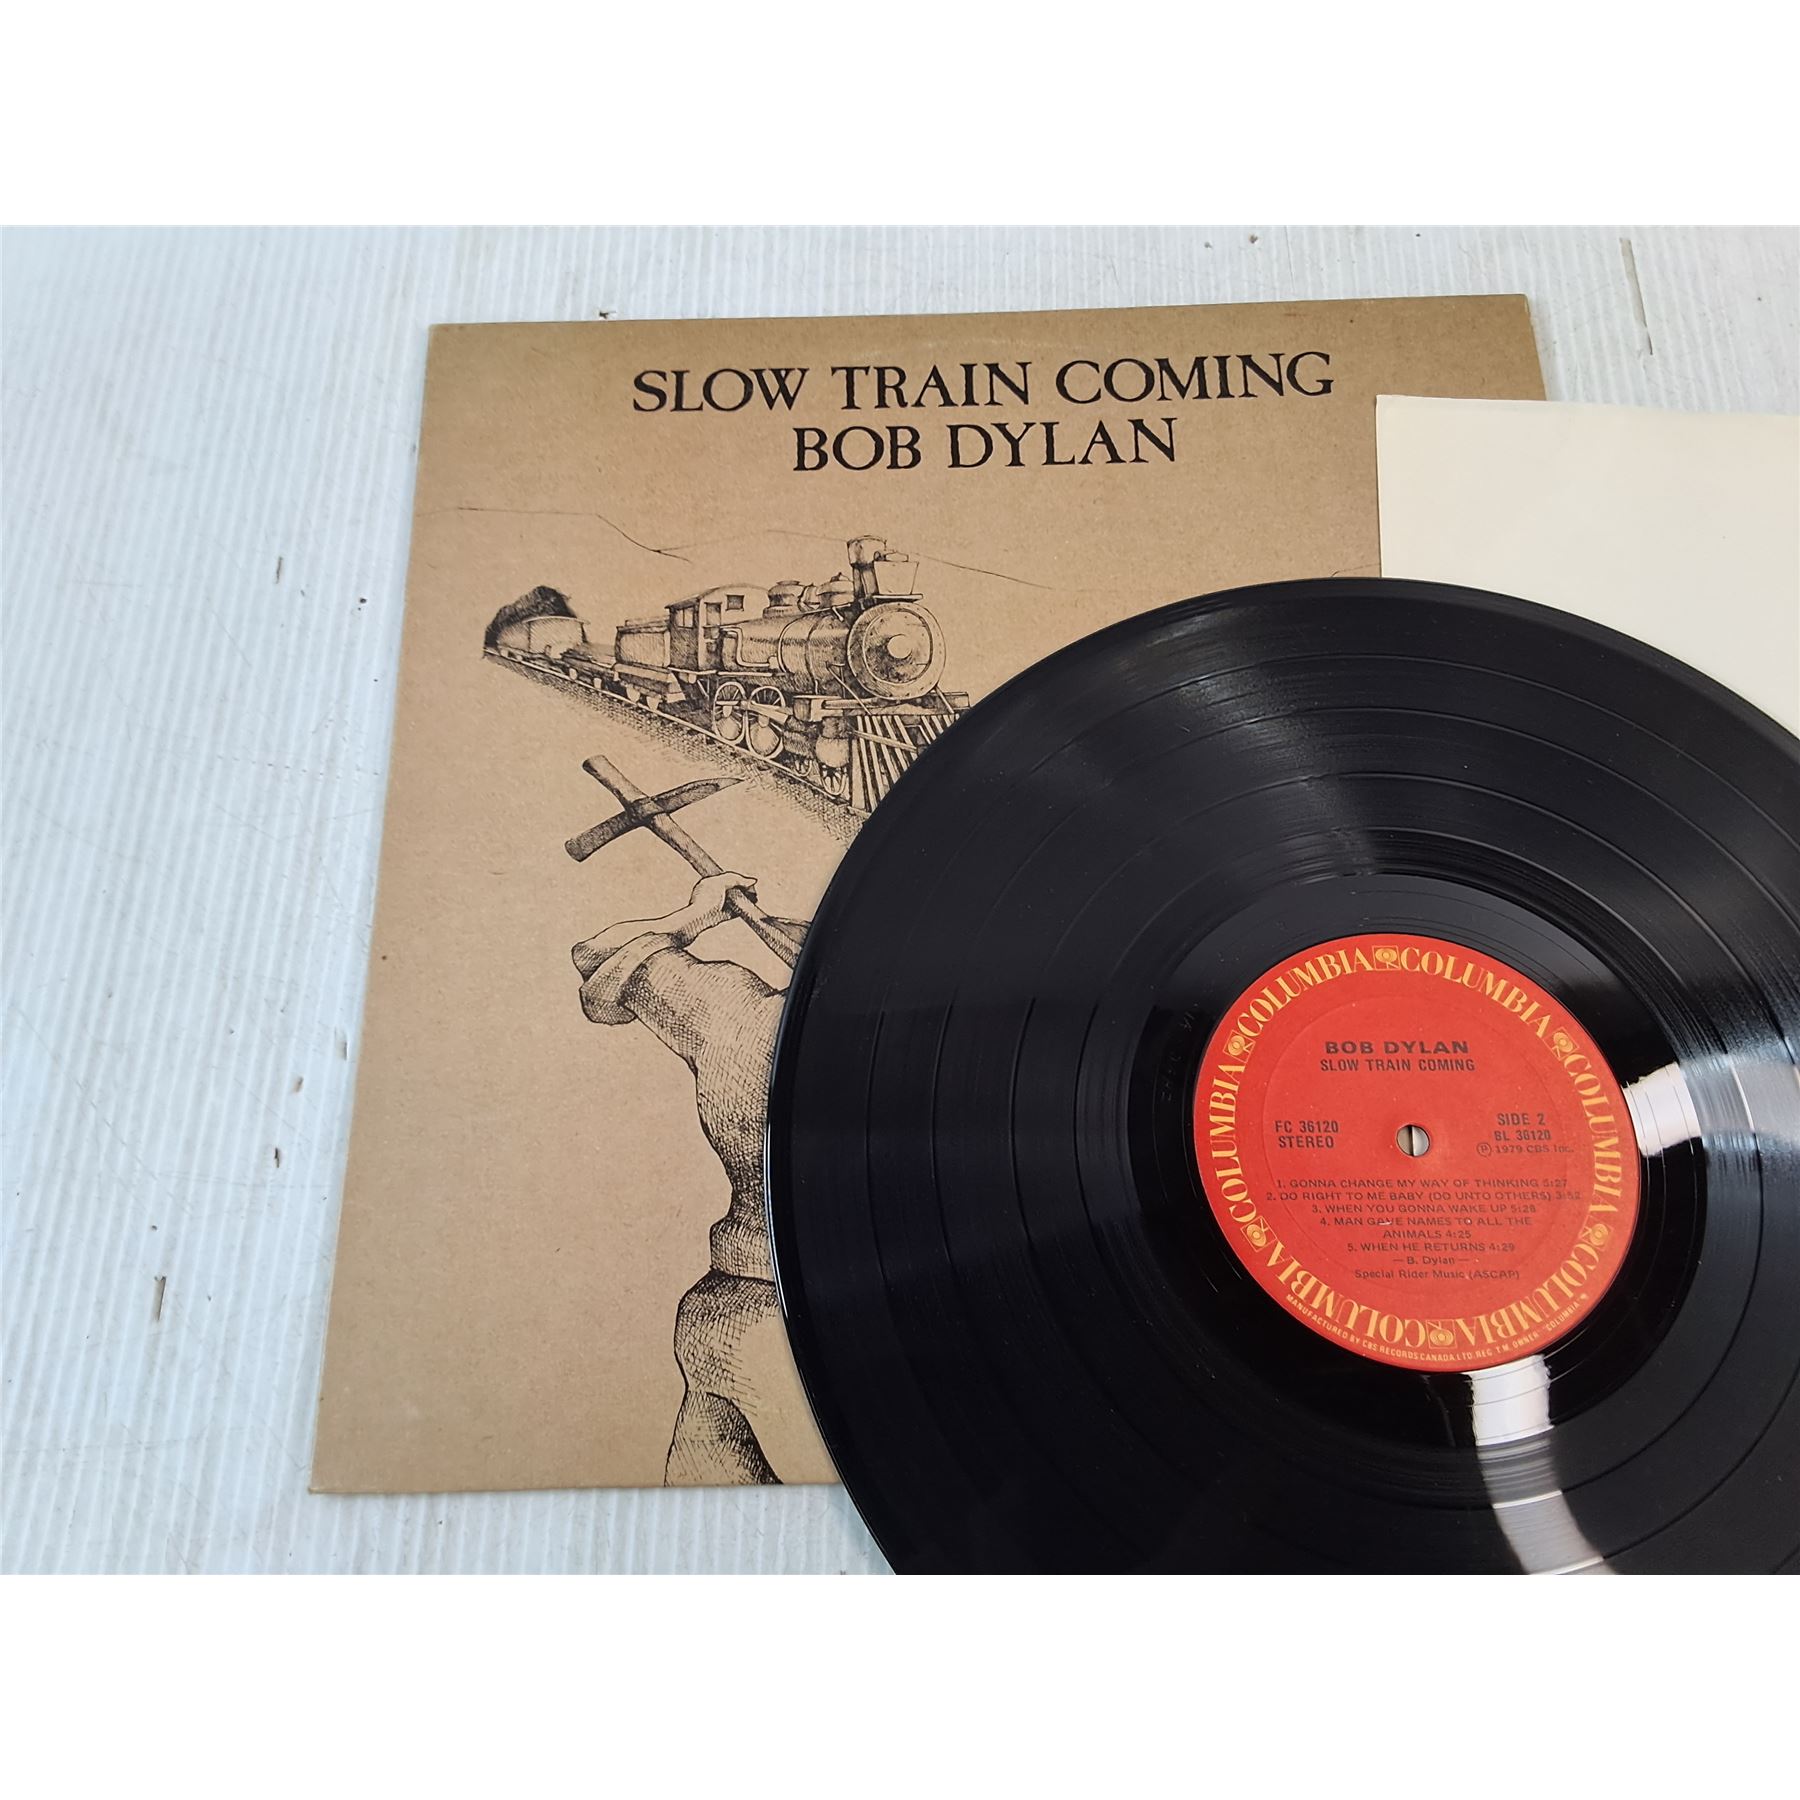 SLOW TRAIN COMING
BOB DYLAN
COLUMBIA COLUMBIA COLUMBIA COLUMBIA COLUMBIA COLUMBIA
BOB DYLAN
SLOW TRAIN COMING
FC 36120
STEREO
SIDE 2
BL 36120
Ⓟ 1979 CBS Inc.
1. GONNA CHANGE MY WAY OF THINKING 5:27
2. DO RIGHT TO ME BABY (DO UNTO OTHERS) 3:52
3. WHEN YOU GONNA WAKE UP 5:28
4. MAN GAVE NAMES TO ALL THE
ANIMALS 4:25
5. WHEN HE RETURNS 4:29
—B. Dylan—
Special Rider Music (ASCAP)
MANUFACTURED BY CBS RECORDS CANADA LTD. REG. T.M. OWNER "COLUMBIA"